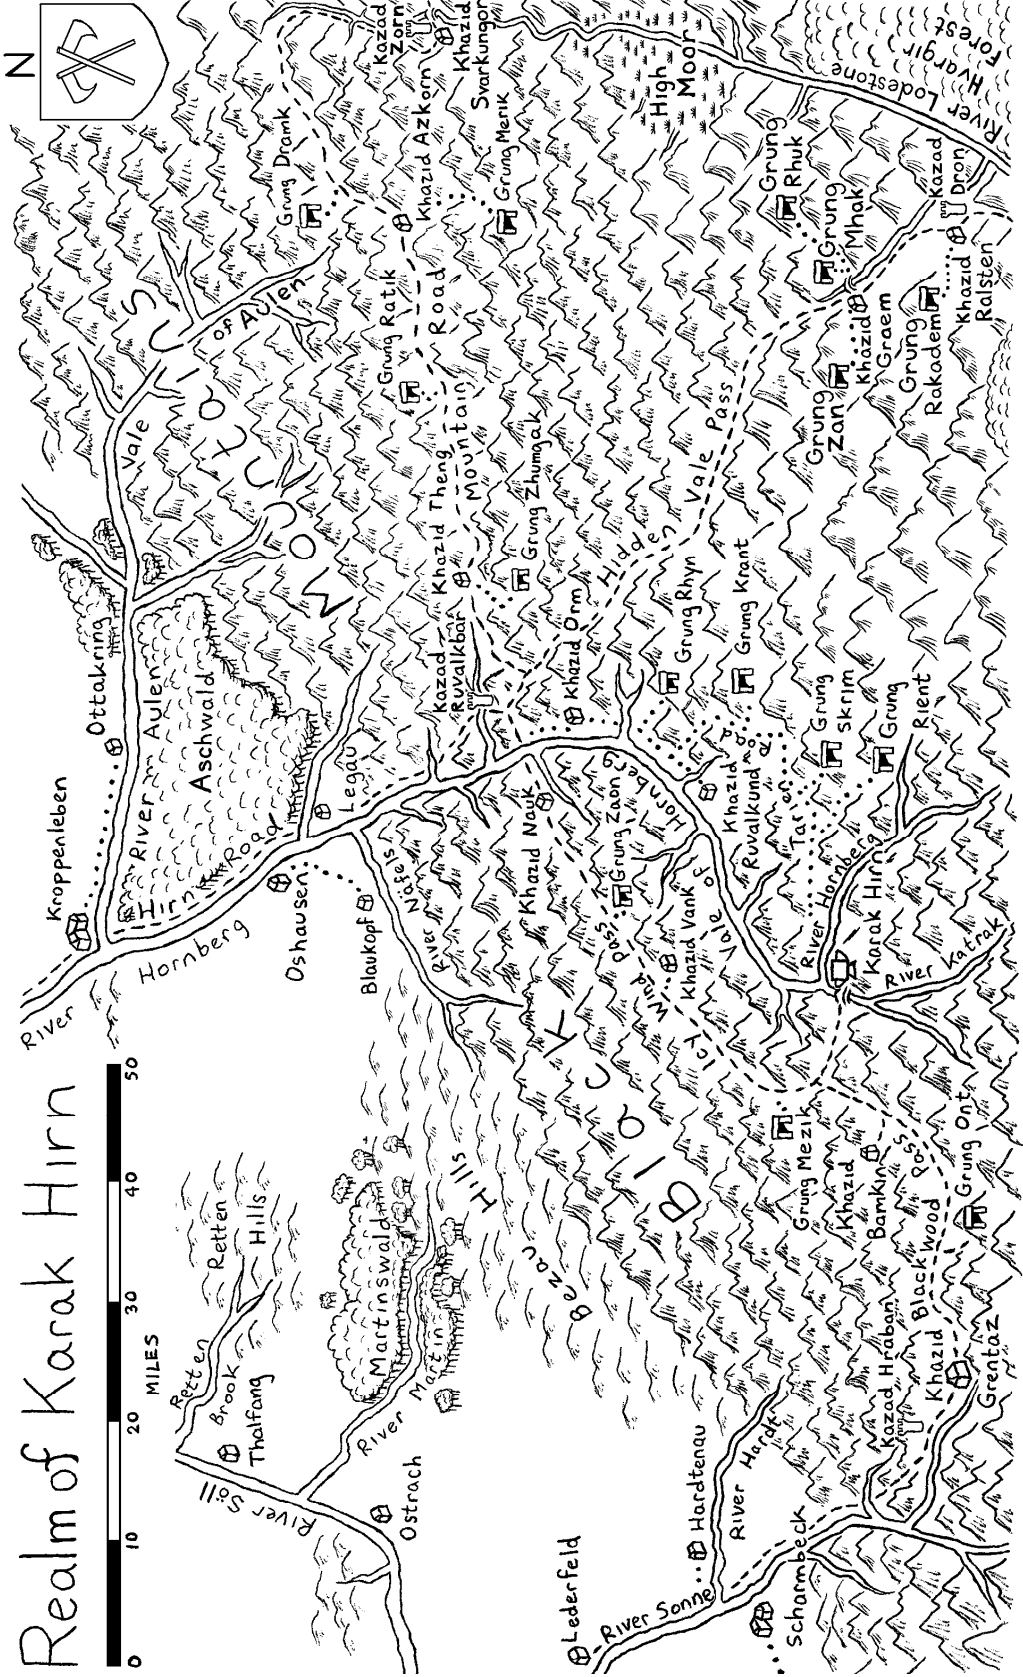 Realm of Karak Hirn
0
10
20
30
40
50
MILES
N
River
Hornberg
Kroppenleben
Ottakring
River Aulen
Vale
of Aulen
Hirn Road
Aschwald
Oshausen
Blaukopf
Legau
River Näfels
Retten
Brook
Retten
Hills
Thalfang
River Söll
River Martin
Martinswald
Ostrach
Bezau
Hills
Black
Mountains
Grung Dramk
Kazad
Zorn
Khazid
Svarkungor
Khazid Azkorn
Grung Merik
Grung Ratik
Khazid Theng
Mountain
Road
Kazad
Ruvalkbar
Grung Zhumgak
Khazid Orm
Hidden Vale Pass
High
Moor
River Lodestone
Hvargir
Forest
Grung
Rhuk
Grung
Mhak
Kazad
Dron
Khazid
Ralsten
Khazid
Graem
Grung
Zan
Grung
Rakadem
Grung Rhyn
Grung Krant
Grung
Skrim
Grung
Rient
Taran Road
Khazid
Ruvalkund
Khazid Nauk
Grung Zaon
Wind Pass
Khazid Vank
Vale of
Hornberg
River Hornberg
Karak Hirn
River Katrak
Icy
Grung Mezik
Khazid
Bamkin
Blackwood
Pass
Grung Ont
Kazad Hraban
Khazid
Grentaz
Hardtenau
River Hardt
Lederfeld
River Sonne
Scharmbeck